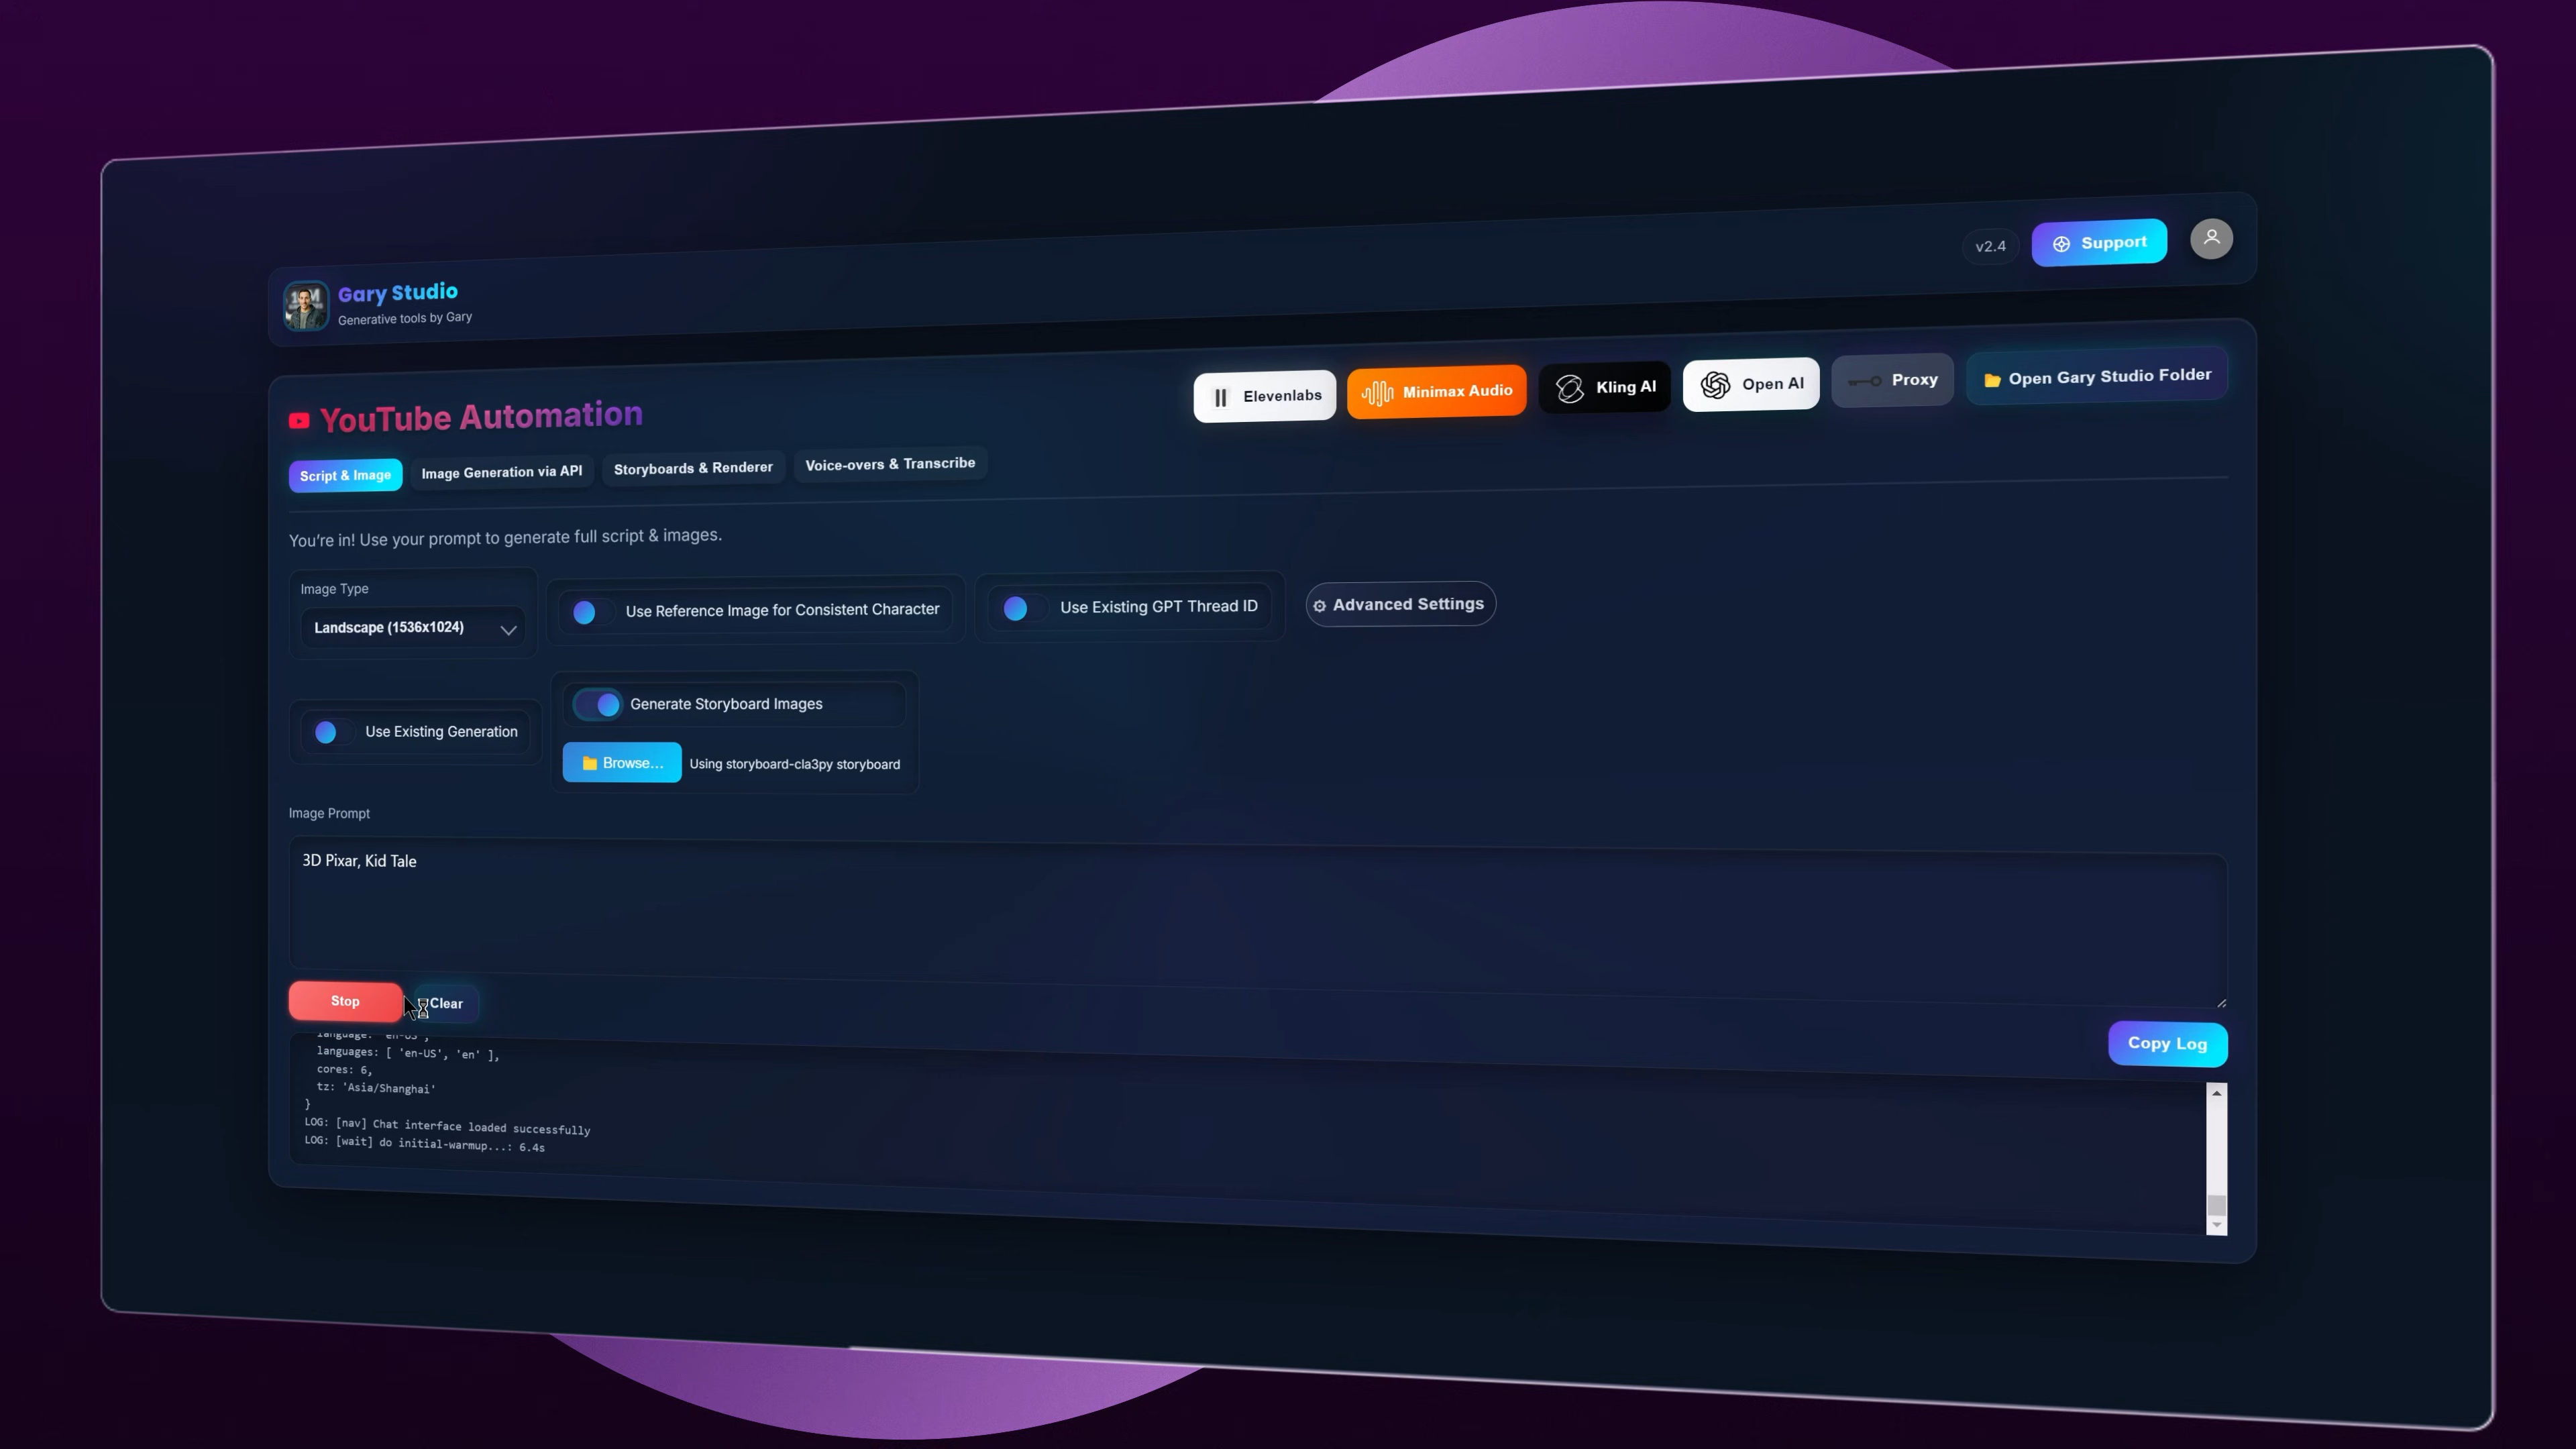 Gary Studio
Generative tools by Gary
v2.4
Support
YouTube Automation
Elevenlabs
Minimax Audio
Kling AI
Open AI
Proxy
Open Gary Studio Folder
Script & Image
Image Generation via API
Storyboards & Renderer
Voice-overs & Transcribe
You're in! Use your prompt to generate full script & images.
Image Type
Landscape (1536x1024)
Use Reference Image for Consistent Character
Use Existing GPT Thread ID
Advanced Settings
Use Existing Generation
Generate Storyboard Images
Browse...
Using storyboard-cla3py storyboard
Image Prompt
3D Pixar, Kid Tale
Stop
Clear
Copy Log
language: 'en-US',
languages: [ 'en-US', 'en' ],
cores: 6,
tz: 'Asia/Shanghai'
}
LOG: [nav] Chat interface loaded successfully
LOG: [wait] do initial-warmup...: 6.4s